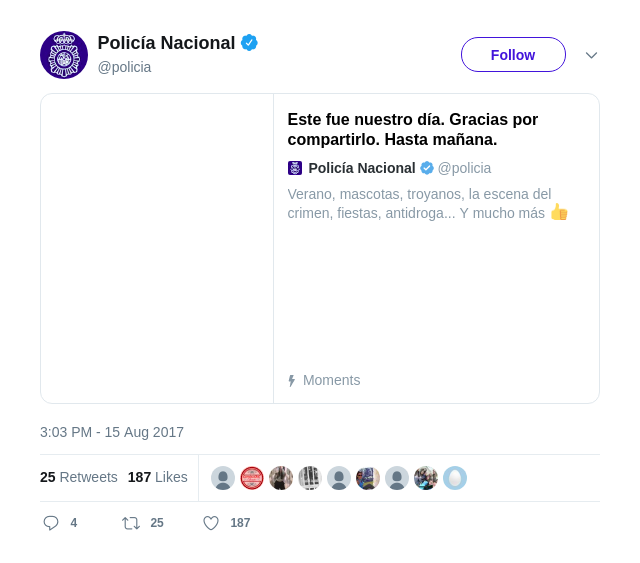 Policía Nacional
@policia
Follow
Este fue nuestro día. Gracias por
compartirlo. Hasta mañana.
Policía Nacional @policia
Verano, mascotas, troyanos, la escena del
crimen, fiestas, antidroga... Y mucho más 👍
Moments
3:03 PM - 15 Aug 2017
25 Retweets 187 Likes
4 25 187